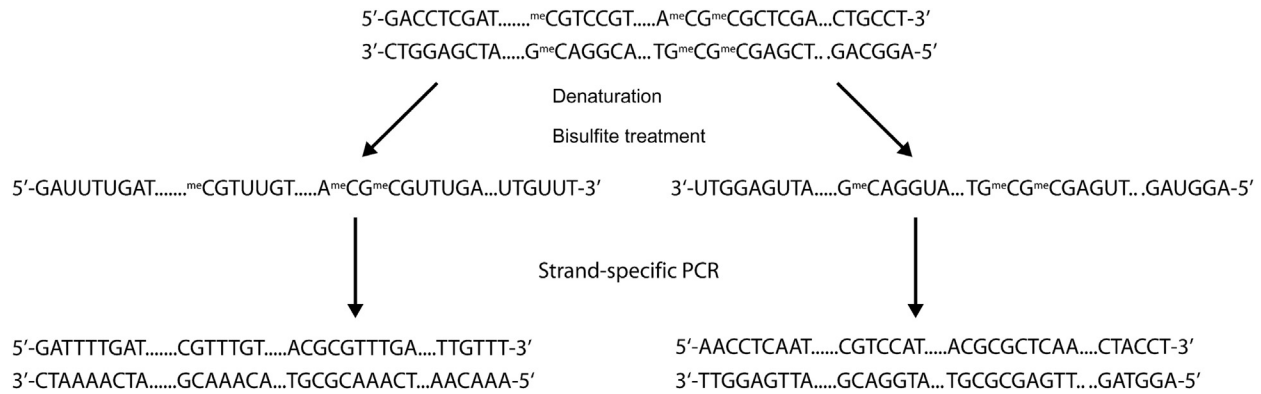 5’-GACCTCGAT.......ᵐᵉCGTCCGT.....AᵐᵉCGᵐᵉCGCTCGA...CTGCCT-3’
3’-CTGGAGCTA.....GᵐᵉCAGGCA...TGᵐᵉCGᵐᵉCGAGCT.. .GACGGA-5’
Denaturation
Bisulfite treatment
5’-GAUUTUGAT.......ᵐᵉCGTUUGT.....AᵐᵉCGᵐᵉCGUTUGA...UTGUUT-3’
3’-UTGGAGUTA.....GᵐᵉCAGGUA...TGᵐᵉCGᵐᵉCGAGUT.. .GAUGGA-5’
Strand-specific PCR
5’-GATTTTGAT.......CGTTTGT.....ACGCGTTTGA....TTGTTT-3’
3’-CTAAAACTA......GCAAACA...TGCGCAAACT...AACAAA-5’
5’-AACCTCAAT......CGTCCAT.....ACGCGCTCAA....CTACCT-3’
3’-TTGGAGTTA.....GCAGGTA...TGCGCGAGTT.. ..GATGGA-5’